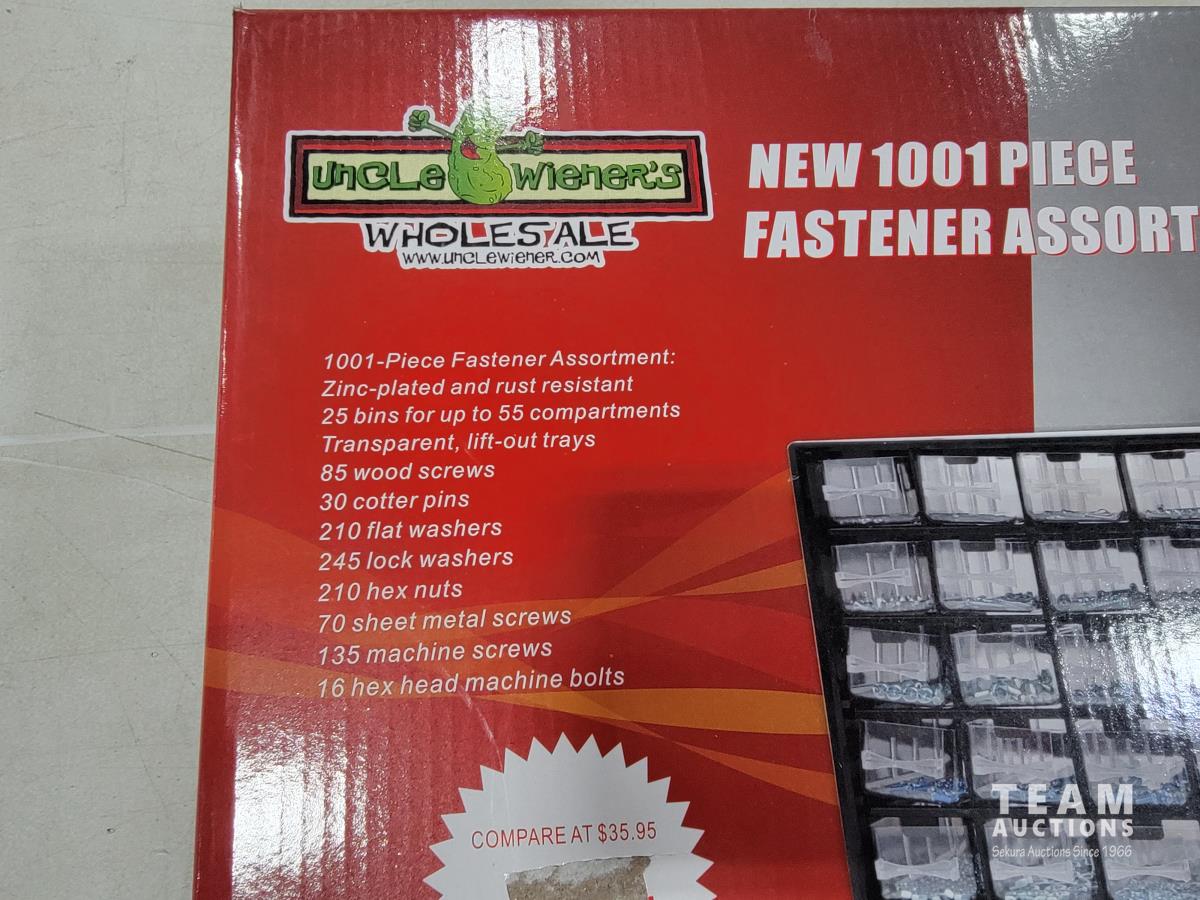 UNCLE WIENER'S
WHOLESALE
WWW.UNCLEWIENER.COM
NEW 1001 PIECE
FASTENER ASSORT
1001-Piece Fastener Assortment:
Zinc-plated and rust resistant
25 bins for up to 55 compartments
Transparent, lift-out trays
85 wood screws
30 cotter pins
210 flat washers
245 lock washers
210 hex nuts
70 sheet metal screws
135 machine screws
16 hex head machine bolts
COMPARE AT $35.95
TEAM
AUCTIONS
Sekura Auctions Since 1966